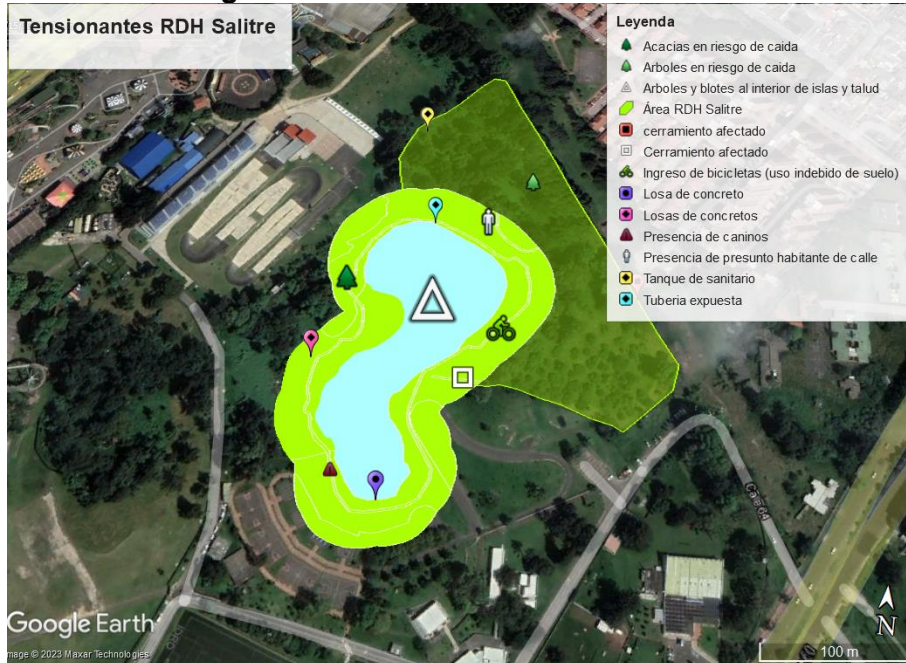 Tensionantes RDH Salitre
Leyenda
Acacias en riesgo de caida
Arboles en riesgo de caida
Arboles y blotes al interior de islas y talud
Área RDH Salitre
cerramiento afectado
Cerramiento afectado
Ingreso de bicicletas (uso indebido de suelo)
Losa de concreto
Losas de concretos
Presencia de caninos
Presencia de presunto habitante de calle
Tanque de sanitario
Tuberia expuesta
Calle 64
Google Earth
mage © 2023 Maxar Technologies
N
100 m